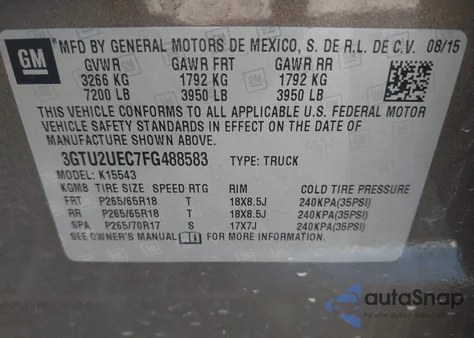 GM
MFD BY GENERAL MOTORS DE MEXICO, S. DE R.L. DE C.V. 08/15
GVWR GAWR FRT GAWR RR
3266 KG 1792 KG 1792 KG
7200 LB 3950 LB 3950 LB
THIS VEHICLE CONFORMS TO ALL APPLICABLE U.S. FEDERAL MOTOR
VEHICLE SAFETY AND THEFT PREVENTION STANDARDS IN EFFECT ON THE DATE OF
MANUFACTURE SHOWN ABOVE.
3GTU2UEC7FG488583 TYPE: TRUCK
MODEL: K15543
KGM8 TIRE SIZE SPEED RTG RIM COLD TIRE PRESSURE
FRT P265/65R18 T 18X8.5J 240KPA(35PSI)
RR P265/65R18 T 18X8.5J 240KPA(35PSI)
SPA P265/70R17 S 17X7J 240KPA(35PSI)
SEE OWNER'S MANUAL FOR MORE INFORMATION
autoSnap